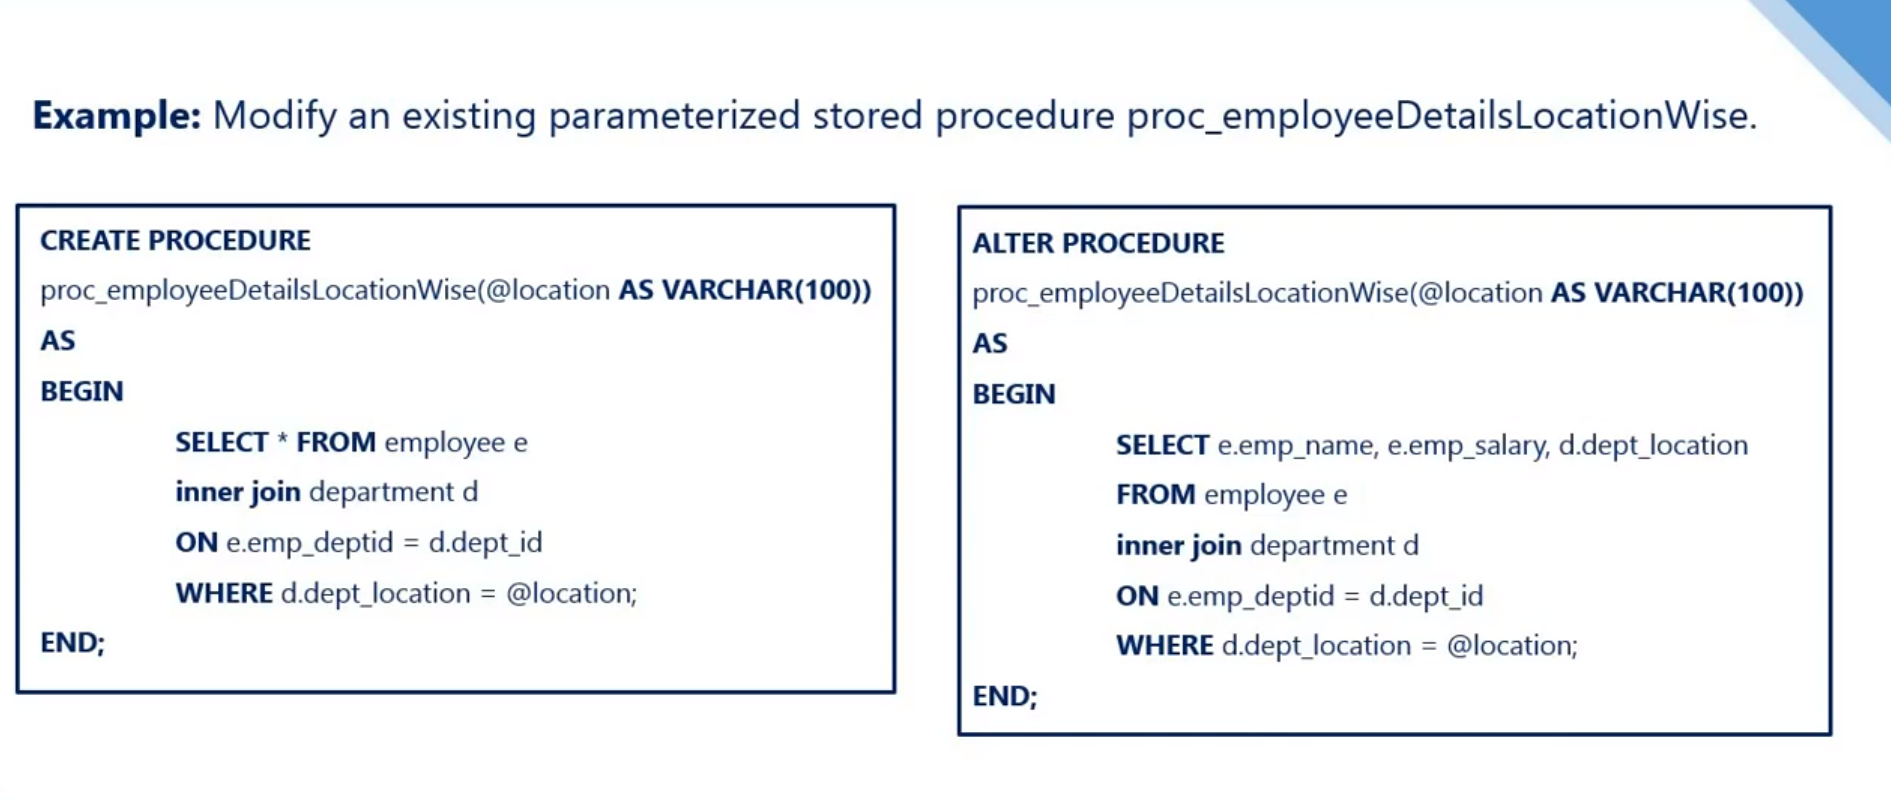 Example: Modify an existing parameterized stored procedure proc_employeeDetailsLocationWise.
CREATE PROCEDURE
proc_employeeDetailsLocationWise(@location AS VARCHAR(100))
AS
BEGIN
SELECT * FROM employee e
inner join department d
ON e.emp_deptid = d.dept_id
WHERE d.dept_location = @location;
END;
ALTER PROCEDURE
proc_employeeDetailsLocationWise(@location AS VARCHAR(100))
AS
BEGIN
SELECT e.emp_name, e.emp_salary, d.dept_location
FROM employee e
inner join department d
ON e.emp_deptid = d.dept_id
WHERE d.dept_location = @location;
END;